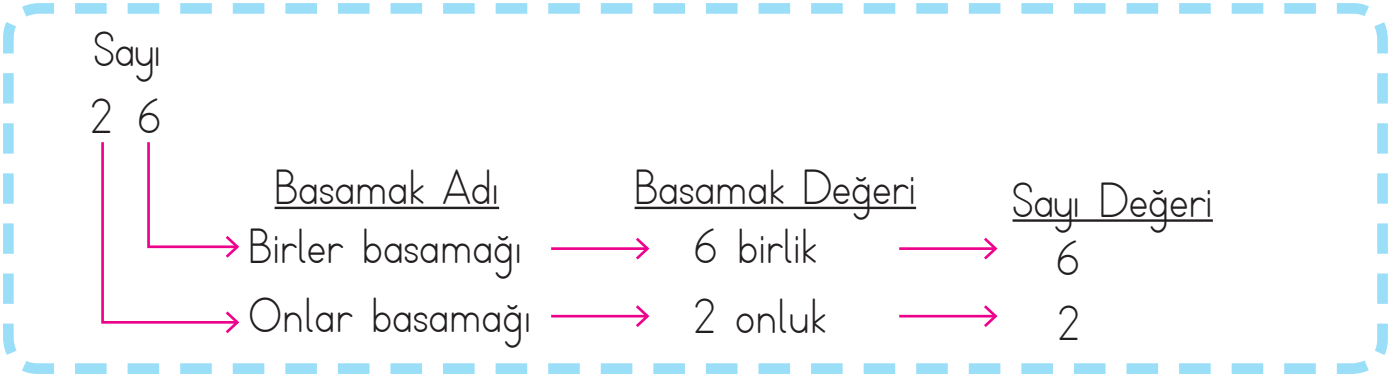 Sayı
2 6
Basamak Adı Basamak Değeri Sayı Değeri
Birler basamağı 6 birlik 6
Onlar basamağı 2 onluk 2